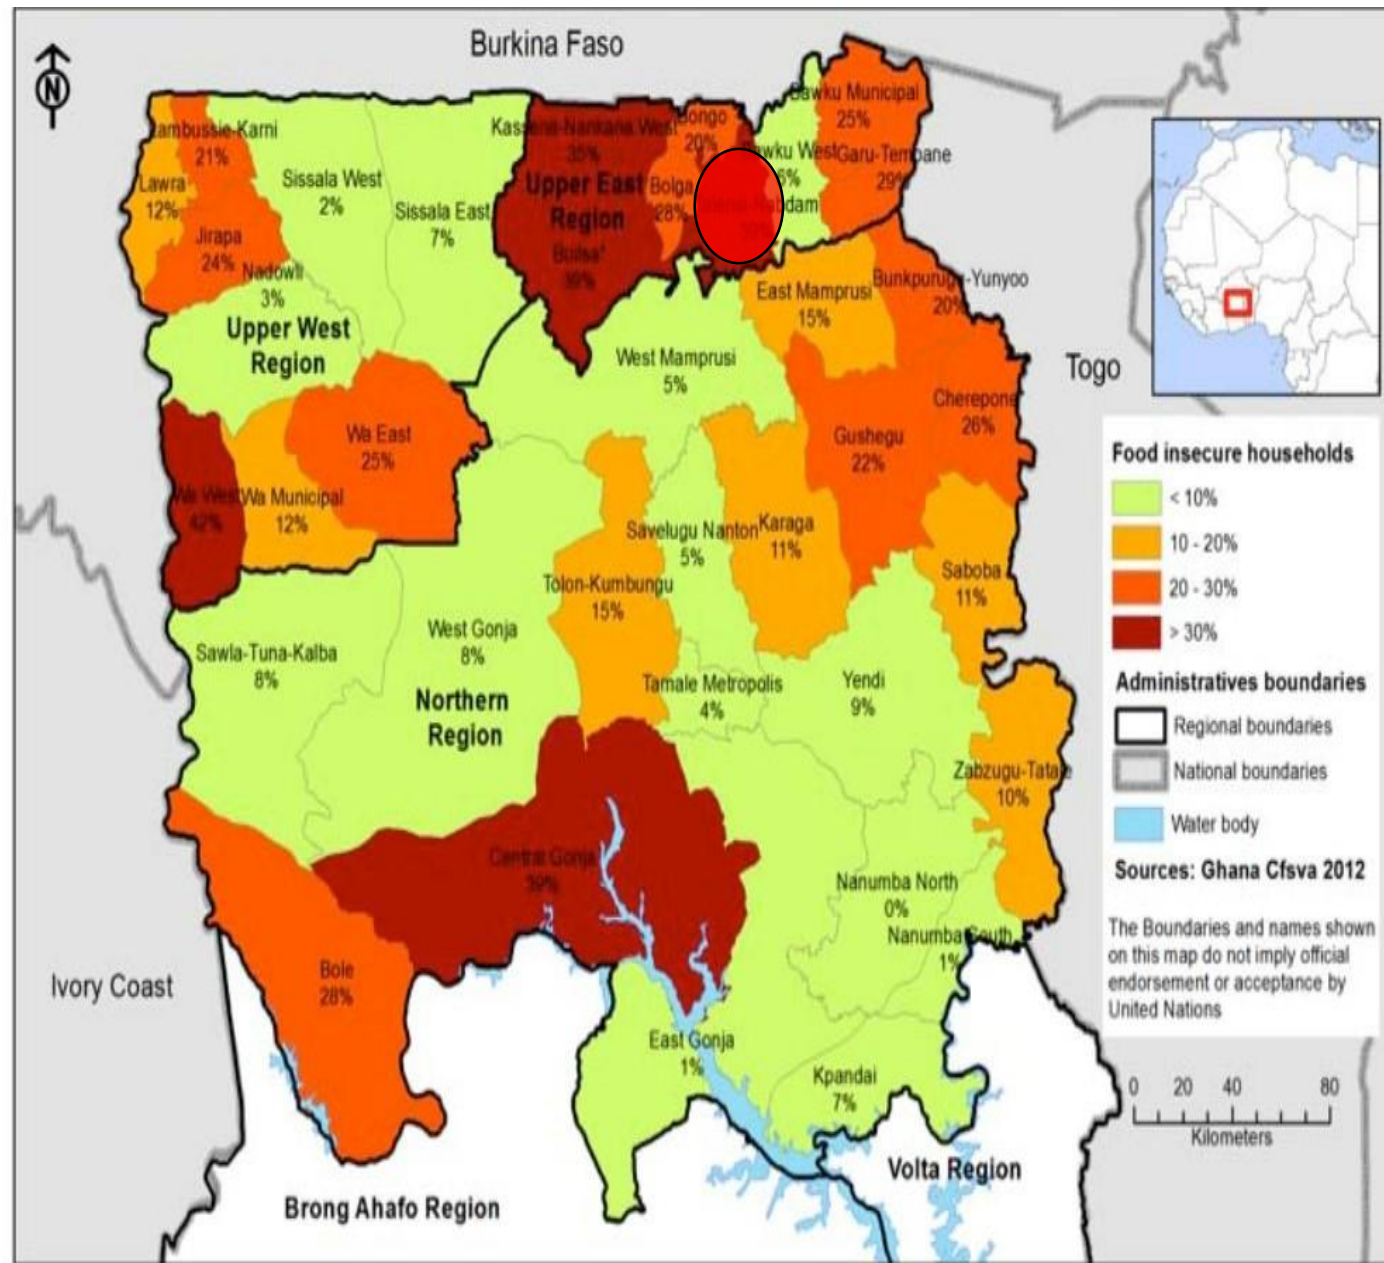 Burkina Faso
N
Bawku Municipal
25%
Lambussie-Karni
21%
Kassena-Nankana West
35%
Bongo
20%
Bawku West
6%
Garu-Tempane
29%
Lawra
12%
Sissala West
2%
Sissala East
7%
Upper East
Region
Bolga
28%
Jirapa
24%
Nadowli
3%
Builsa*
39%
Upper West
Region
East Mamprusi
15%
Bunkpurugu-Yunyoo
20%
West Mamprusi
5%
Togo
Cherepone
26%
Wa East
25%
Gushegu
22%
Wa West
42%
Wa Municipal
12%
Savelugu Nanton
5%
Karaga
11%
Saboba
11%
Tolon-Kumbungu
15%
West Gonja
8%
Sawla-Tuna-Kalba
8%
Northern
Region
Tamale Metropolis
4%
Yendi
9%
Zabzugu-Tatale
10%
Central Gonja
39%
Nanumba North
0%
Nanumba South
1%
Ivory Coast
Bole
28%
East Gonja
1%
Kpandai
7%
Brong Ahafo Region
Volta Region
Food insecure households
< 10%
10 - 20%
20 - 30%
> 30%
Administratives boundaries
Regional boundaries
National boundaries
Water body
Sources: Ghana Cfsva 2012
The Boundaries and names shown
on this map do not imply official
endorsement or acceptance by
United Nations
0 20 40 80
Kilometers